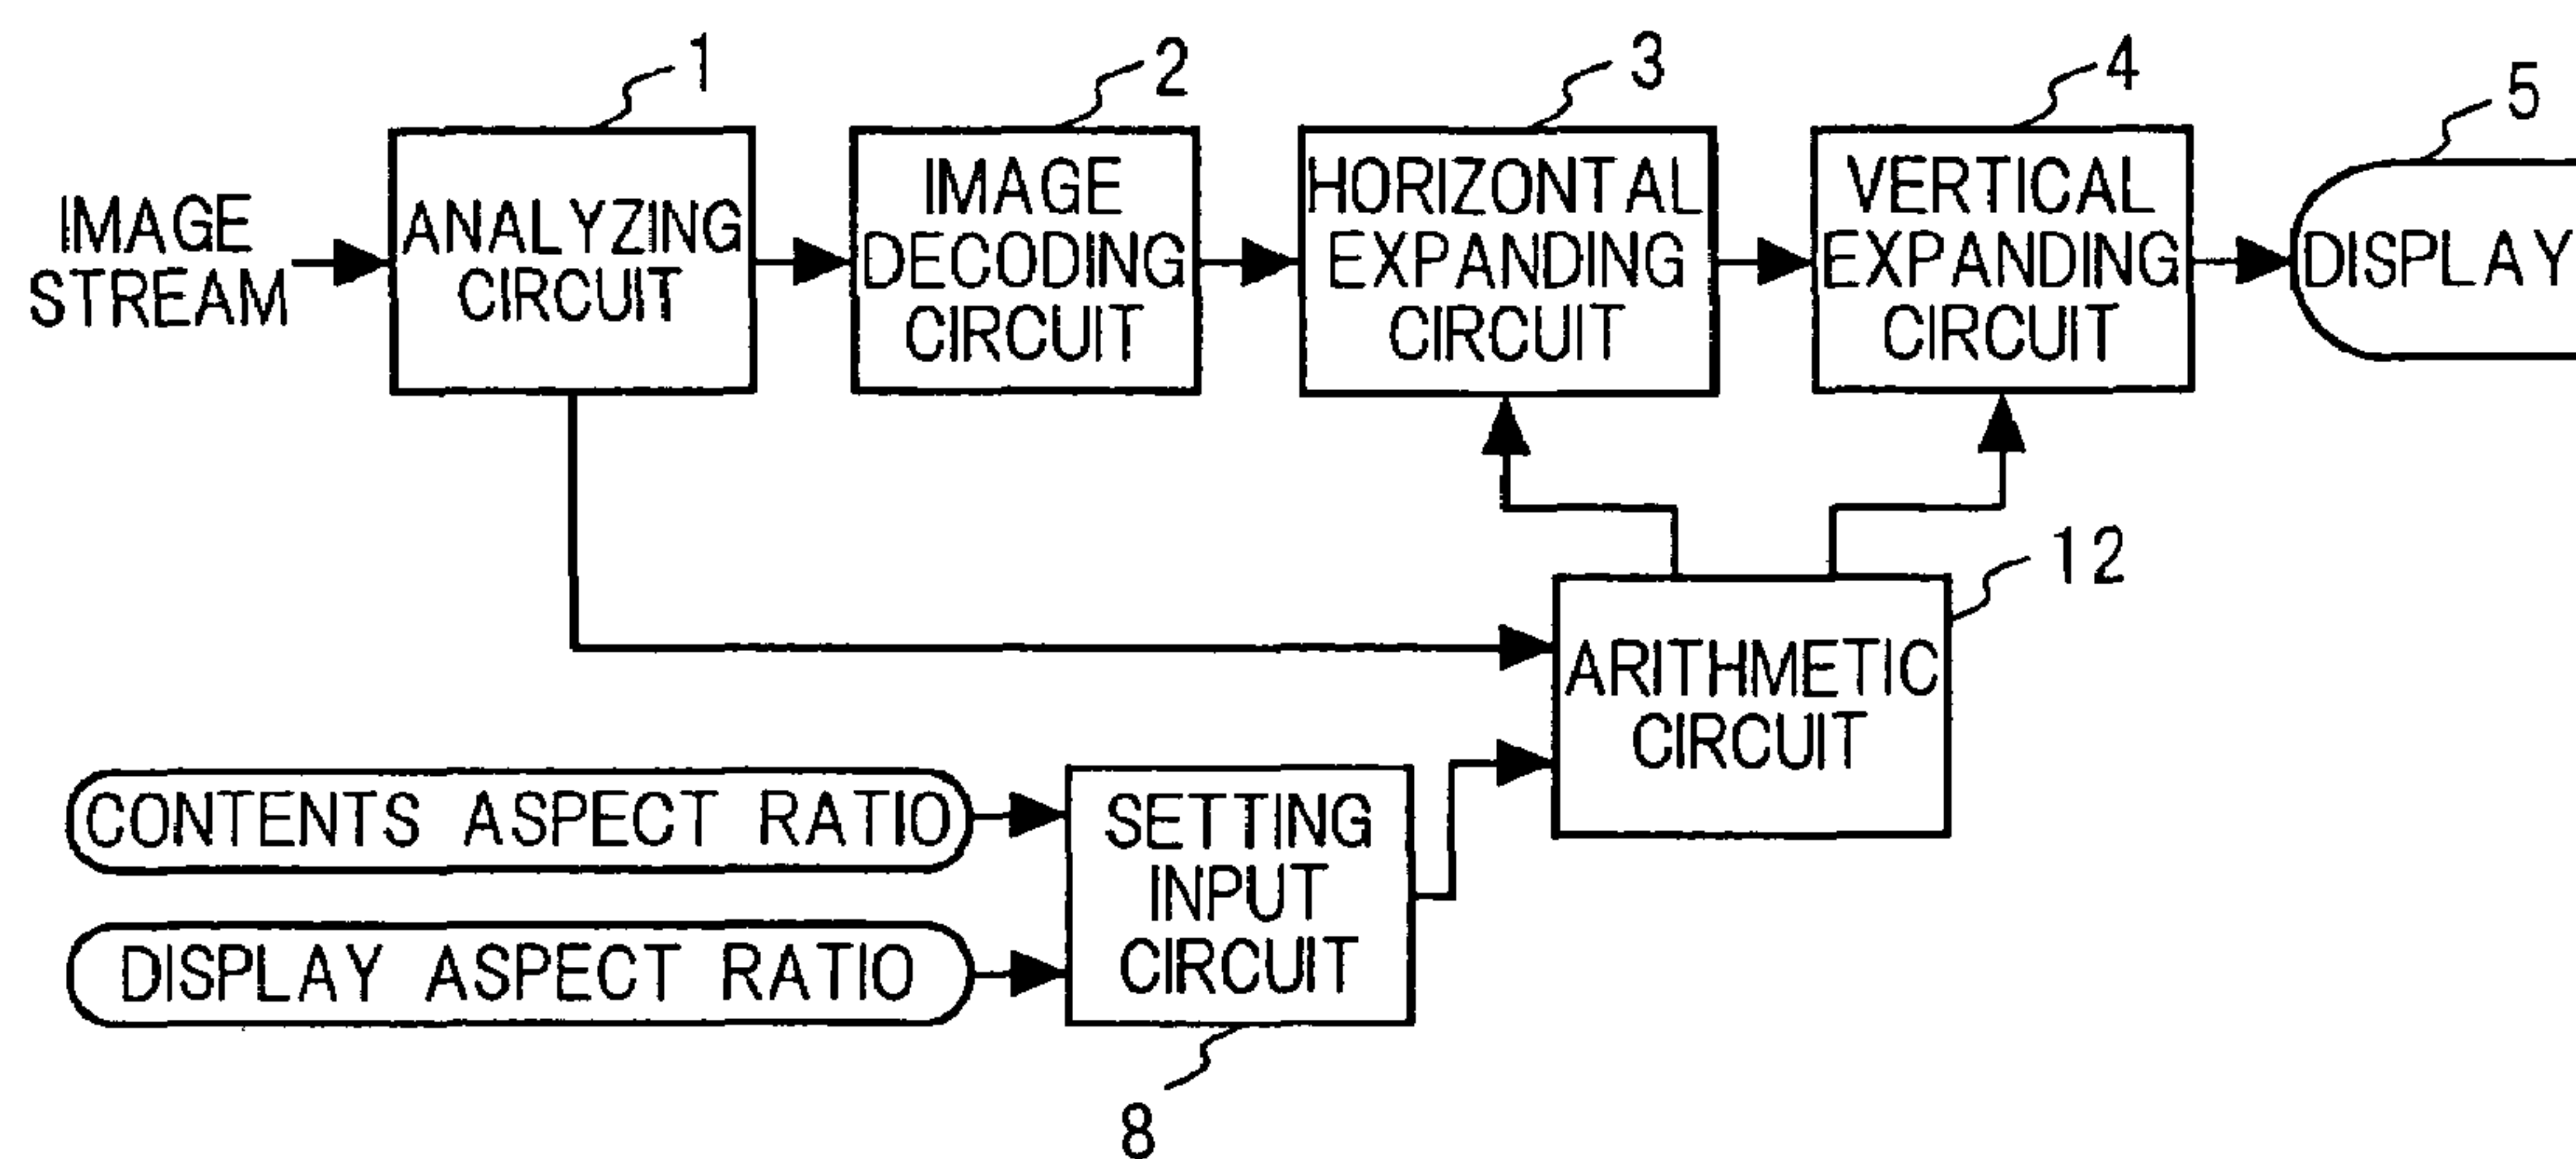 1
2
3
4
5
IMAGE
STREAM
ANALYZING
CIRCUIT
IMAGE
DECODING
CIRCUIT
HORIZONTAL
EXPANDING
CIRCUIT
VERTICAL
EXPANDING
CIRCUIT
DISPLAY
12
ARITHMETIC
CIRCUIT
CONTENTS ASPECT RATIO
DISPLAY ASPECT RATIO
SETTING
INPUT
CIRCUIT
8